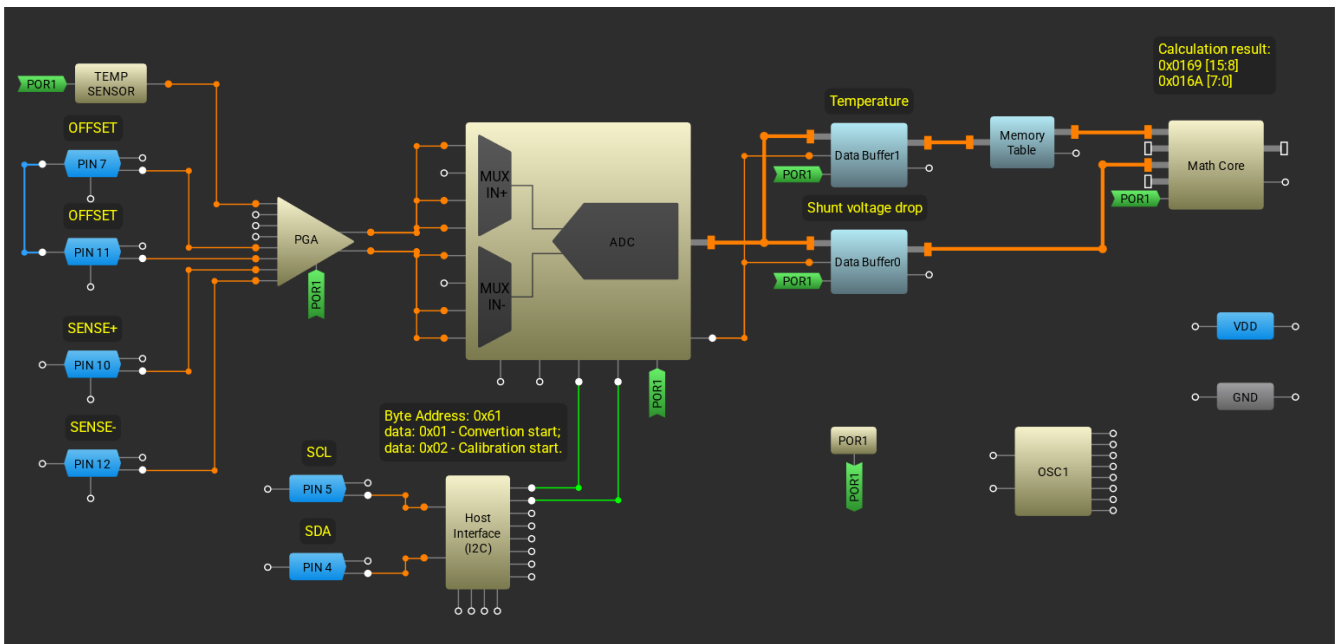 Calculation result:
0x0169 [15:8]
0x016A [7:0]
POR1
TEMP
SENSOR
OFFSET
PIN 7
OFFSET
PIN 11
SENSE+
PIN 10
SENSE-
PIN 12
PGA
POR1
MUX
IN+
MUX
IN-
ADC
POR1
Temperature
Data Buffer1
POR1
Shunt voltage drop
Data Buffer0
POR1
Memory
Table
Math Core
POR1
VDD
GND
Byte Address: 0x61
data: 0x01 - Convertion start;
data: 0x02 - Calibration start.
SCL
PIN 5
SDA
PIN 4
Host
Interface
(I2C)
POR1
POR1
OSC1